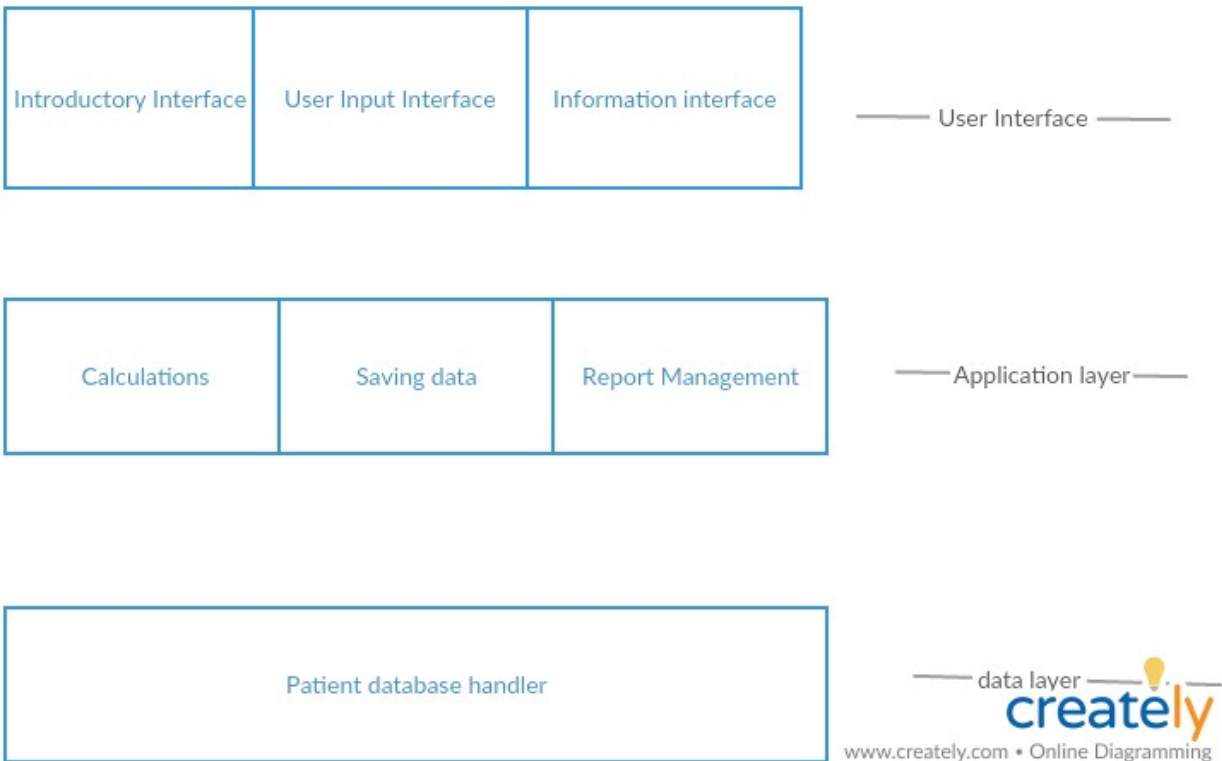 Introductory Interface
User Input Interface
Information interface
User Interface
Calculations
Saving data
Report Management
Application layer
Patient database handler
data layer
creately
www.creately.com • Online Diagramming